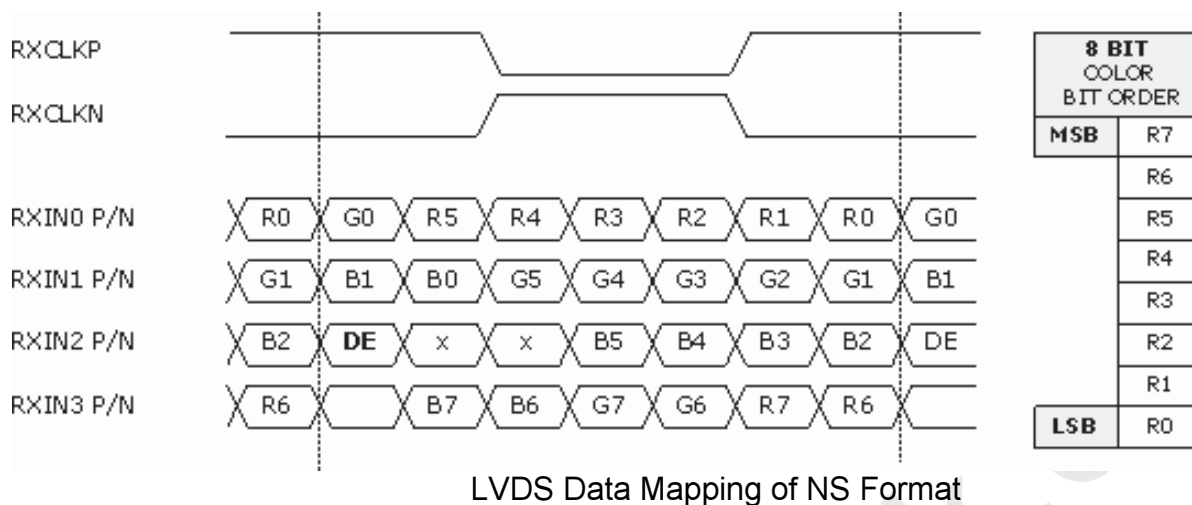 RXCLKP
RXCLKN
RXIN0 P/N R0 G0 R5 R4 R3 R2 R1 R0 G0
RXIN1 P/N G1 B1 B0 G5 G4 G3 G2 G1 B1
RXIN2 P/N B2 DE x x B5 B4 B3 B2 DE
RXIN3 P/N R6 B7 B6 G7 G6 R7 R6
8 BIT
COLOR
BIT ORDER
MSB R7
R6
R5
R4
R3
R2
R1
LSB R0
LVDS Data Mapping of NS Format